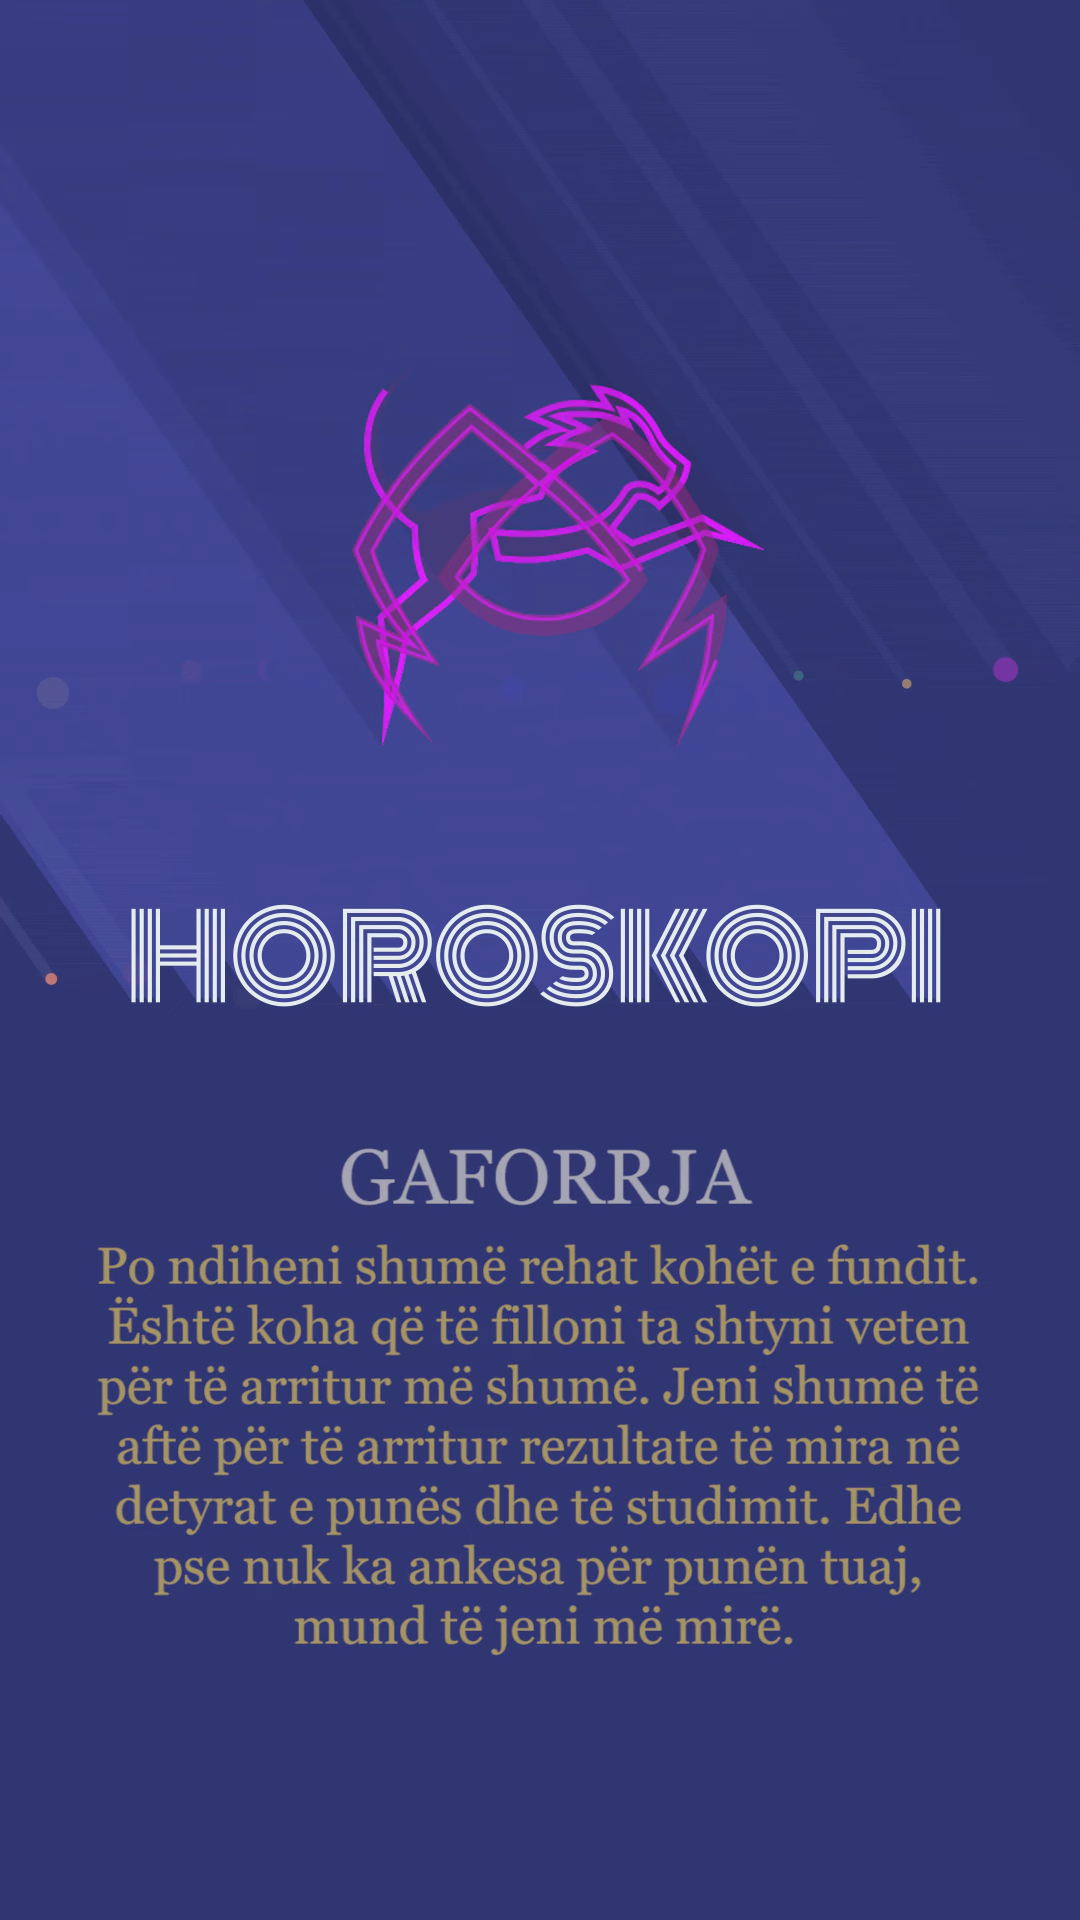 HOROSKOPI
GAFORRJA
Po ndiheni shumë rehat kohët e fundit.
Është koha që të filloni ta shtyni veten
për të arritur më shumë. Jeni shumë të
aftë për të arritur rezultate të mira në
detyrat e punës dhe të studimit. Edhe
pse nuk ka ankesa për punën tuaj,
mund të jeni më mirë.